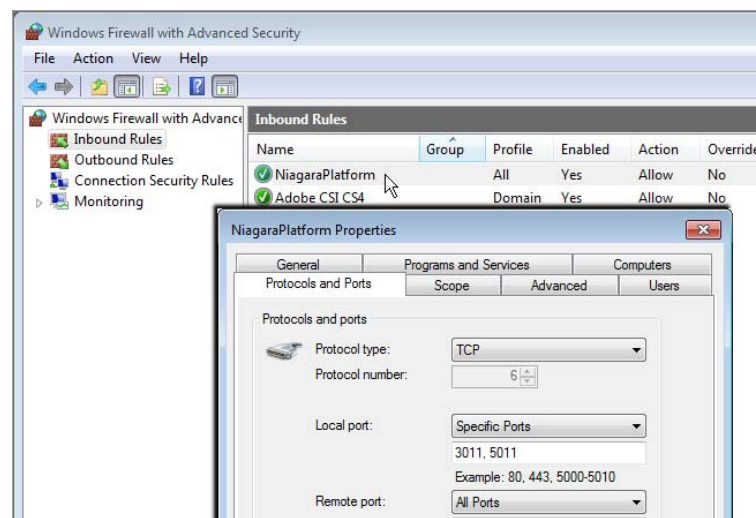 Windows Firewall with Advanced Security
File Action View Help
Windows Firewall with Advance
Inbound Rules
Outbound Rules
Connection Security Rules
Monitoring
Inbound Rules
Name Group Profile Enabled Action Override
NiagaraPlatform All Yes Allow No
Adobe CSI CS4 Domain Yes Allow No
NiagaraPlatform Properties
General Programs and Services Computers
Protocols and Ports Scope Advanced Users
Protocols and ports
Protocol type: TCP
Protocol number: 6
Local port: Specific Ports
3011, 5011
Example: 80, 443, 5000-5010
Remote port: All Ports